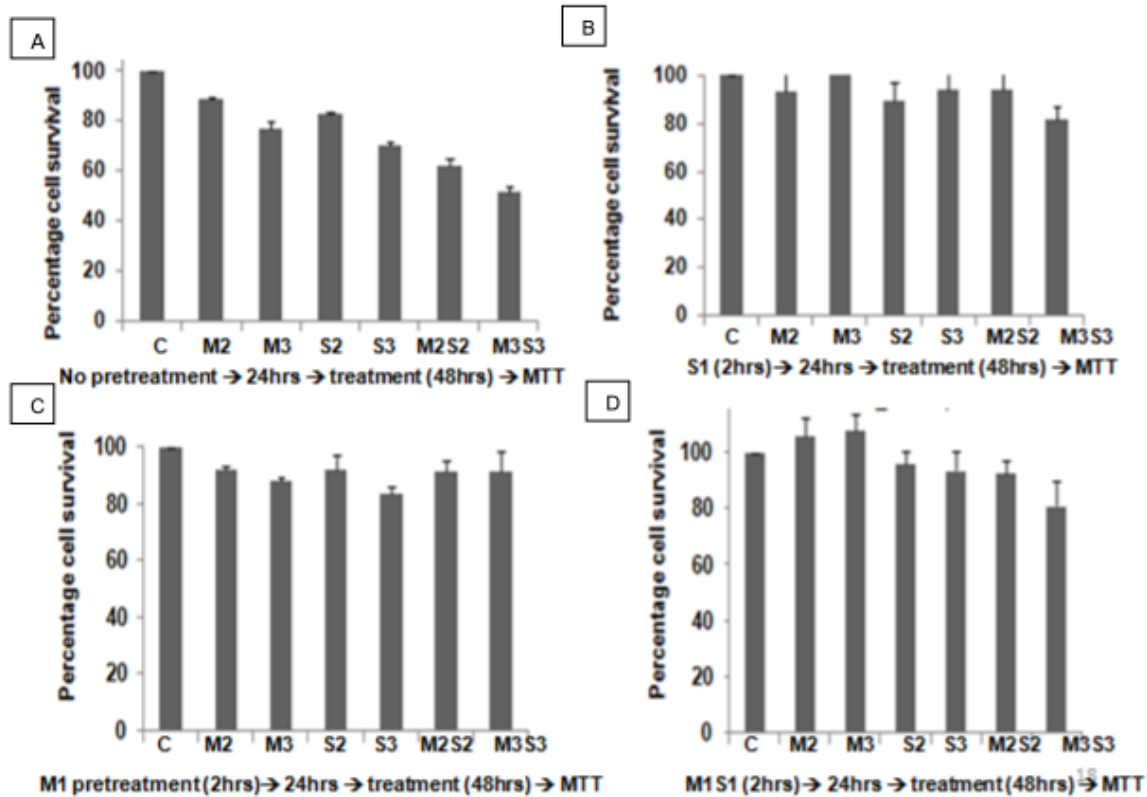 A
Percentage cell survival
100
80
60
40
20
0
C M2 M3 S2 S3 M2S2 M3S3
No pretreatment → 24hrs → treatment (48hrs) → MTT
B
Percentage cell survival
100
80
60
40
20
0
C M2 M3 S2 S3 M2S2 M3S3
S1 (2hrs) → 24hrs → treatment (48hrs) → MTT
C
Percentage cell survival
100
80
60
40
20
0
C M2 M3 S2 S3 M2S2 M3S3
M1 pretreatment (2hrs) → 24hrs → treatment (48hrs) → MTT
D
Percentage cell survival
100
80
60
40
20
0
C M2 M3 S2 S3 M2S2 M3S3
M1S1 (2hrs) → 24hrs → treatment (48hrs) → MTT
18